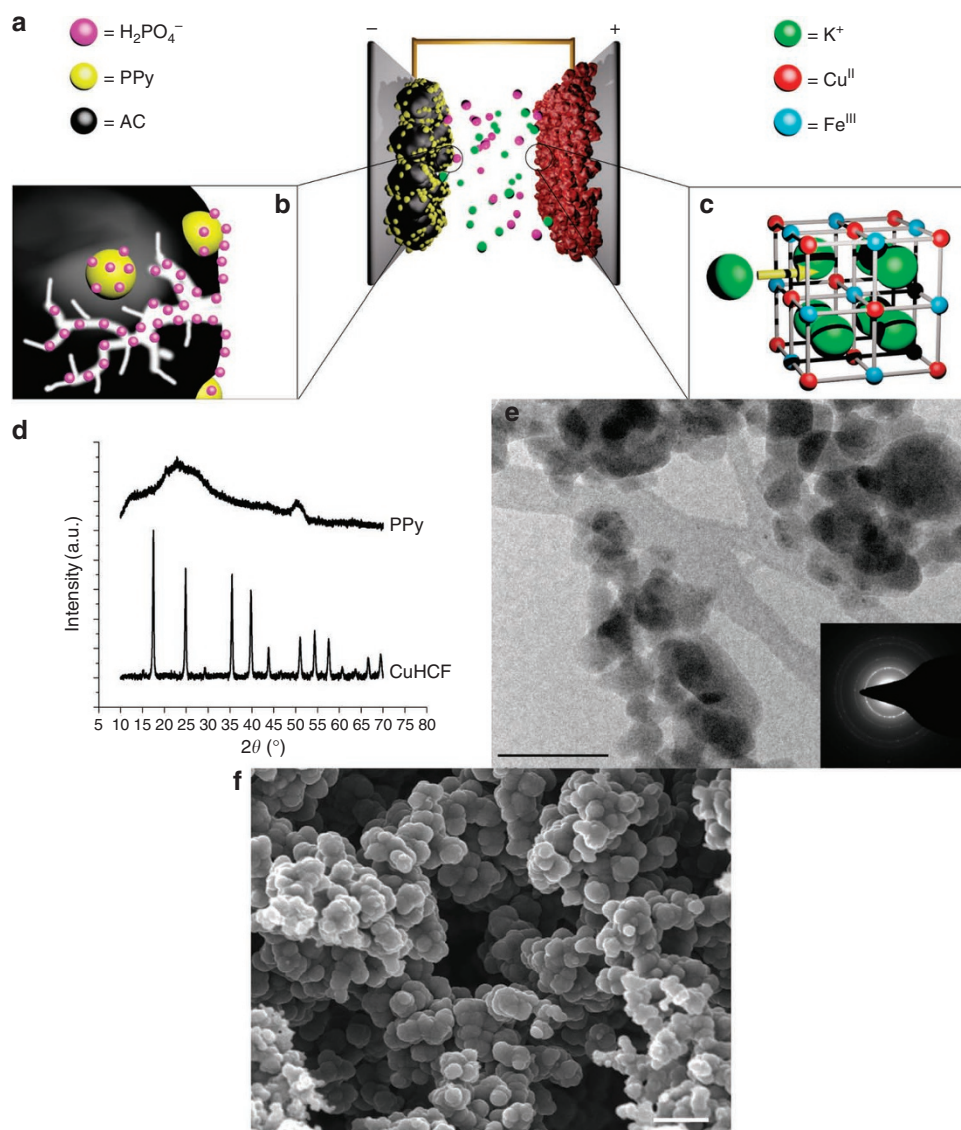 a
= H₂PO₄⁻
= PPy
= AC
−
+
= K⁺
= Cuᴵᴵ
= Feᴵᴵᴵ
b
c
d
Intensity (a.u.)
PPy
CuHCF
5 10 15 20 25 30 35 40 45 50 55 60 65 70 75 80
2θ (°)
e
f